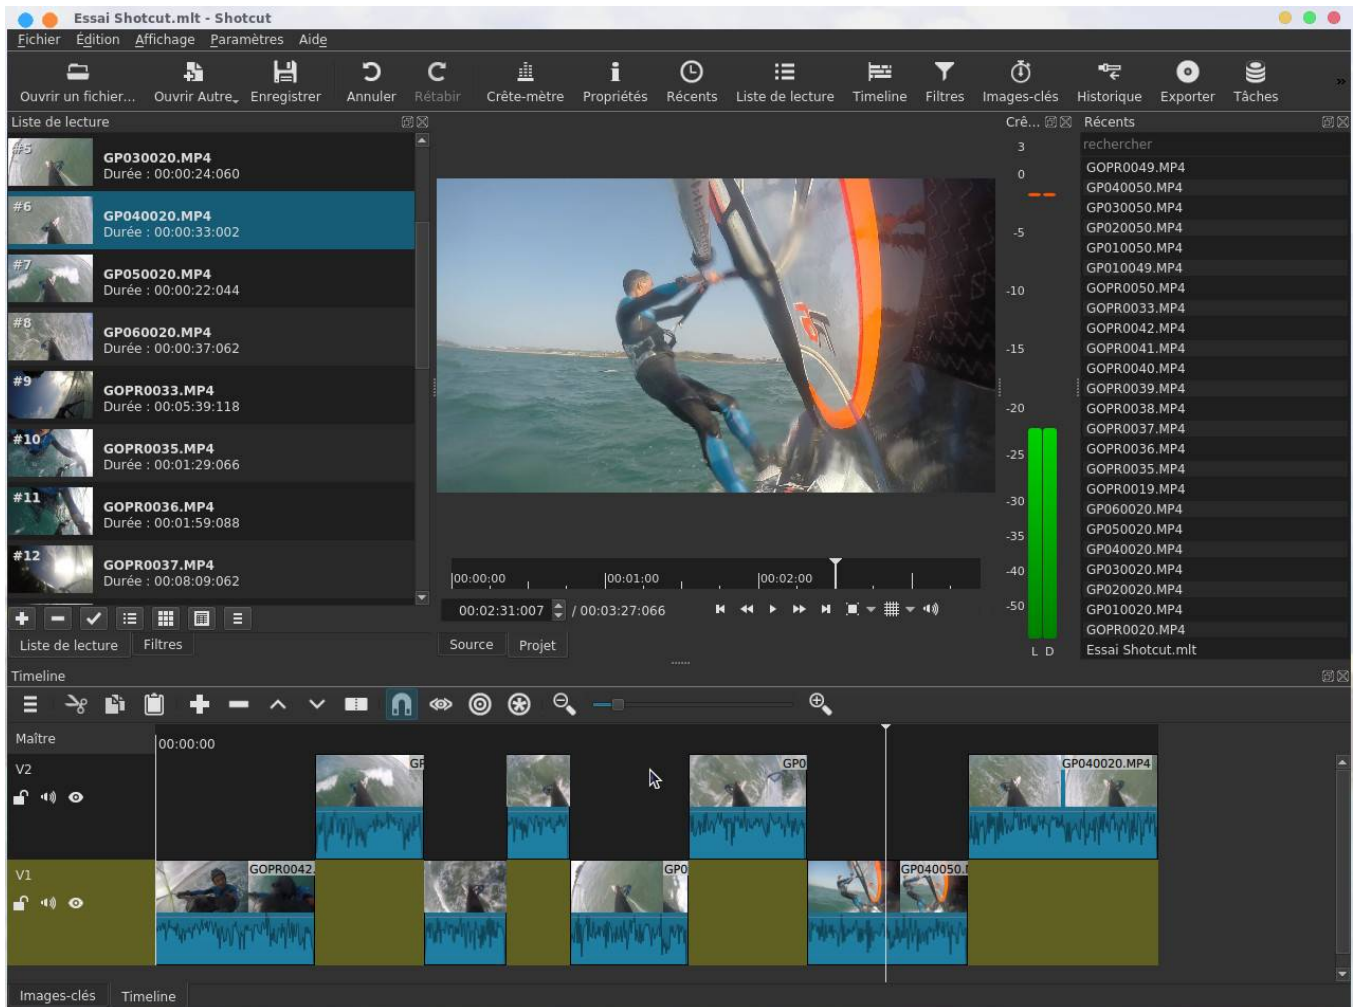 Essai Shotcut.mlt - Shotcut
Fichier Édition Affichage Paramètres Aide
Ouvrir un fichier... Ouvrir Autre Enregistrer Annuler Rétablir Crête-mètre Propriétés Récents Liste de lecture Timeline Filtres Images-clés Historique Exporter Tâches »
Liste de lecture
#5
GP030020.MP4
Durée : 00:00:24:060
#6
GP040020.MP4
Durée : 00:00:33:002
#7
GP050020.MP4
Durée : 00:00:22:044
#8
GP060020.MP4
Durée : 00:00:37:062
#9
GOPR0033.MP4
Durée : 00:05:39:118
#10
GOPR0035.MP4
Durée : 00:01:29:066
#11
GOPR0036.MP4
Durée : 00:01:59:088
#12
GOPR0037.MP4
Durée : 00:08:09:062
Liste de lecture Filtres
00:00:00 00:01:00 00:02:00
00:02:31:007 / 00:03:27:066
Source Projet
Crê...
3
0
-5
-10
-15
-20
-25
-30
-35
-40
-50
L D
Récents
rechercher
GOPR0049.MP4
GP040050.MP4
GP030050.MP4
GP020050.MP4
GP010050.MP4
GP010049.MP4
GOPR0050.MP4
GOPR0033.MP4
GOPR0042.MP4
GOPR0041.MP4
GOPR0040.MP4
GOPR0039.MP4
GOPR0038.MP4
GOPR0037.MP4
GOPR0036.MP4
GOPR0035.MP4
GOPR0019.MP4
GP060020.MP4
GP050020.MP4
GP040020.MP4
GP030020.MP4
GP020020.MP4
GP010020.MP4
GOPR0020.MP4
Essai Shotcut.mlt
Timeline
Maître
00:00:00
V2
GP GP0 GP040020.MP4
V1
GOPR0042. GP0 GP040050.
Images-clés Timeline